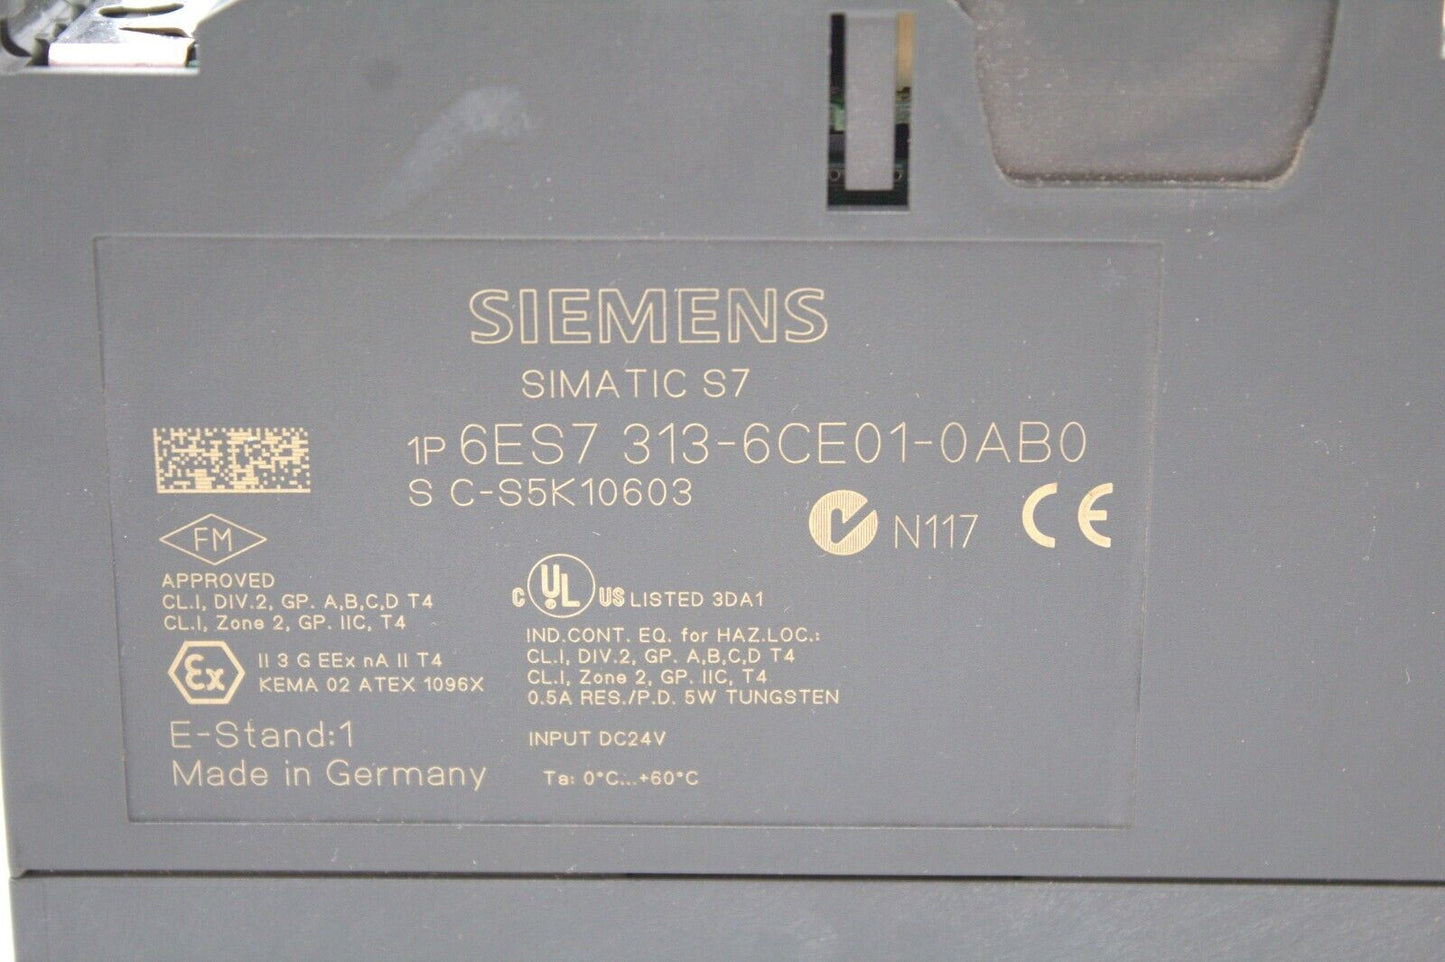 SIEMENS
SIMATIC S7
1P 6ES7 313-6CE01-0AB0
S C-S5K10603
N117 CE
FM
APPROVED
CL.I, DIV.2, GP. A,B,C,D T4
CL.I, Zone 2, GP. IIC, T4
Ex
II 3 G EEx nA II T4
KEMA 02 ATEX 1096X
E-Stand:1
Made in Germany
C UL US LISTED 3DA1
IND.CONT. EQ. for HAZ.LOC.:
CL.I, DIV.2, GP. A,B,C,D T4
CL.I, Zone 2, GP. IIC, T4
0.5A RES./P.D. 5W TUNGSTEN
INPUT DC24V
Ta: 0°C...+60°C